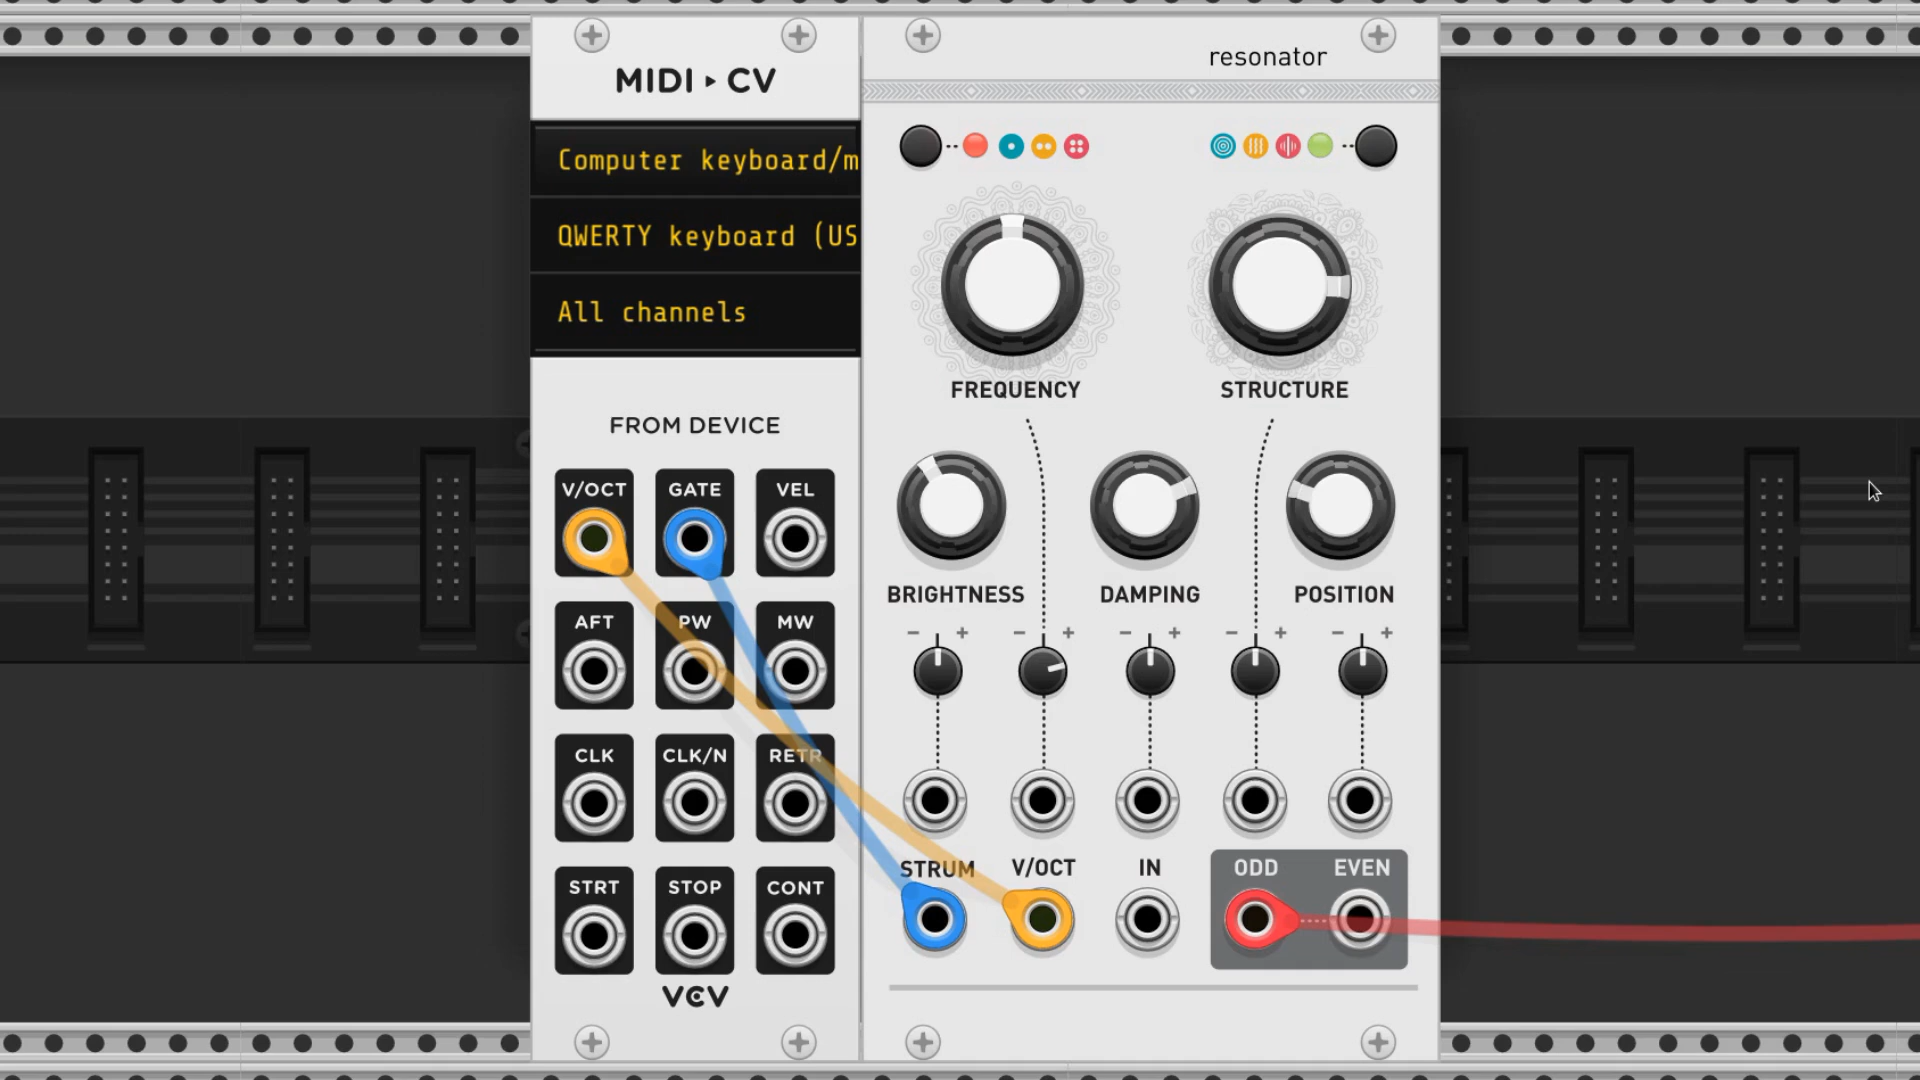 MIDI ▸ CV
Computer keyboard/m
QWERTY keyboard (US
All channels
FROM DEVICE
V/OCT GATE VEL
AFT PW MW
CLK CLK/N RETR
STRT STOP CONT
VCV
resonator
FREQUENCY STRUCTURE
BRIGHTNESS DAMPING POSITION
− + − + − + − + − +
STRUM V/OCT IN ODD EVEN